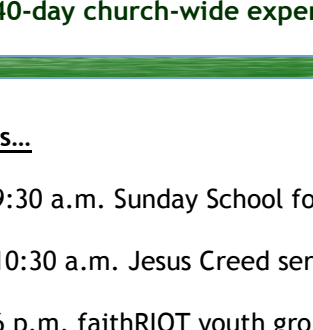 40-day church-wide exper
s…
9:30 a.m. Sunday School fo
10:30 a.m. Jesus Creed ser
6 p.m. faithRIOT youth gro